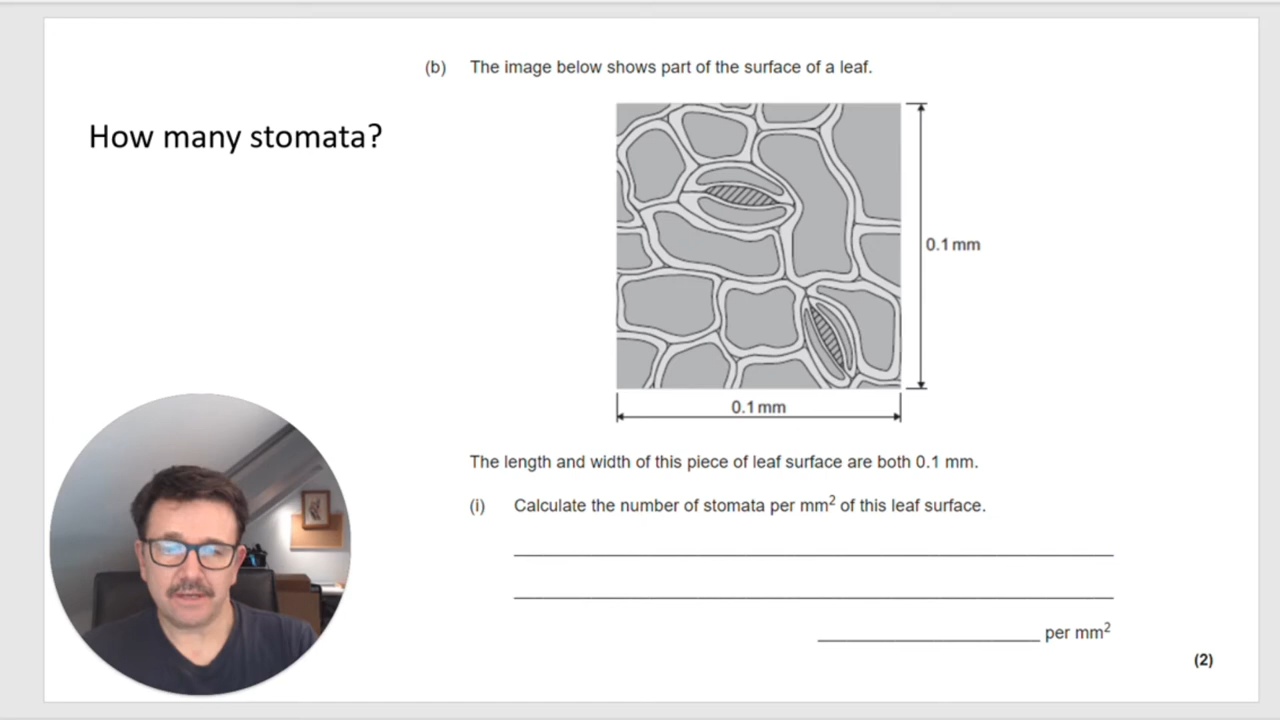 (b) The image below shows part of the surface of a leaf.
How many stomata?
0.1 mm
0.1 mm
The length and width of this piece of leaf surface are both 0.1 mm.
(i) Calculate the number of stomata per mm² of this leaf surface.
per mm²
(2)